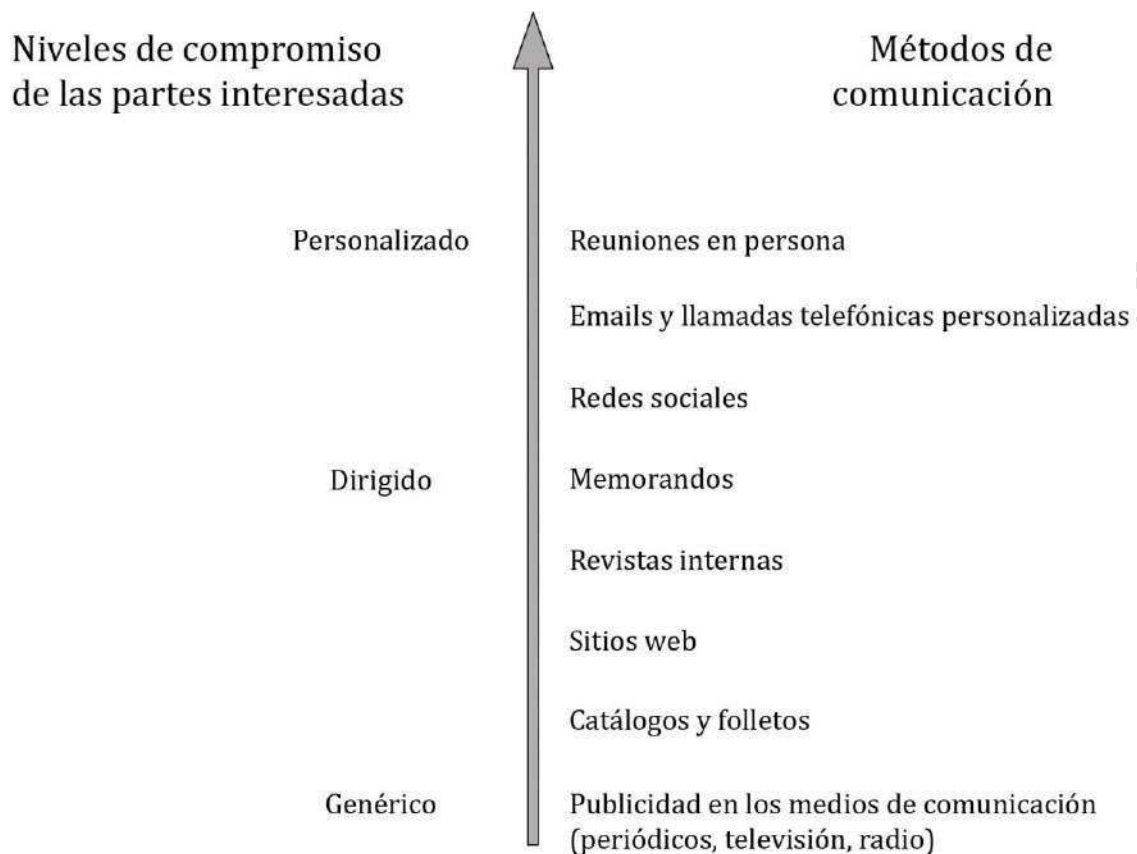 Niveles de compromiso
de las partes interesadas
Métodos de
comunicación
Personalizado
Reuniones en persona
Emails y llamadas telefónicas personalizadas
Redes sociales
Dirigido
Memorandos
Revistas internas
Sitios web
Catálogos y folletos
Genérico
Publicidad en los medios de comunicación
(periódicos, televisión, radio)